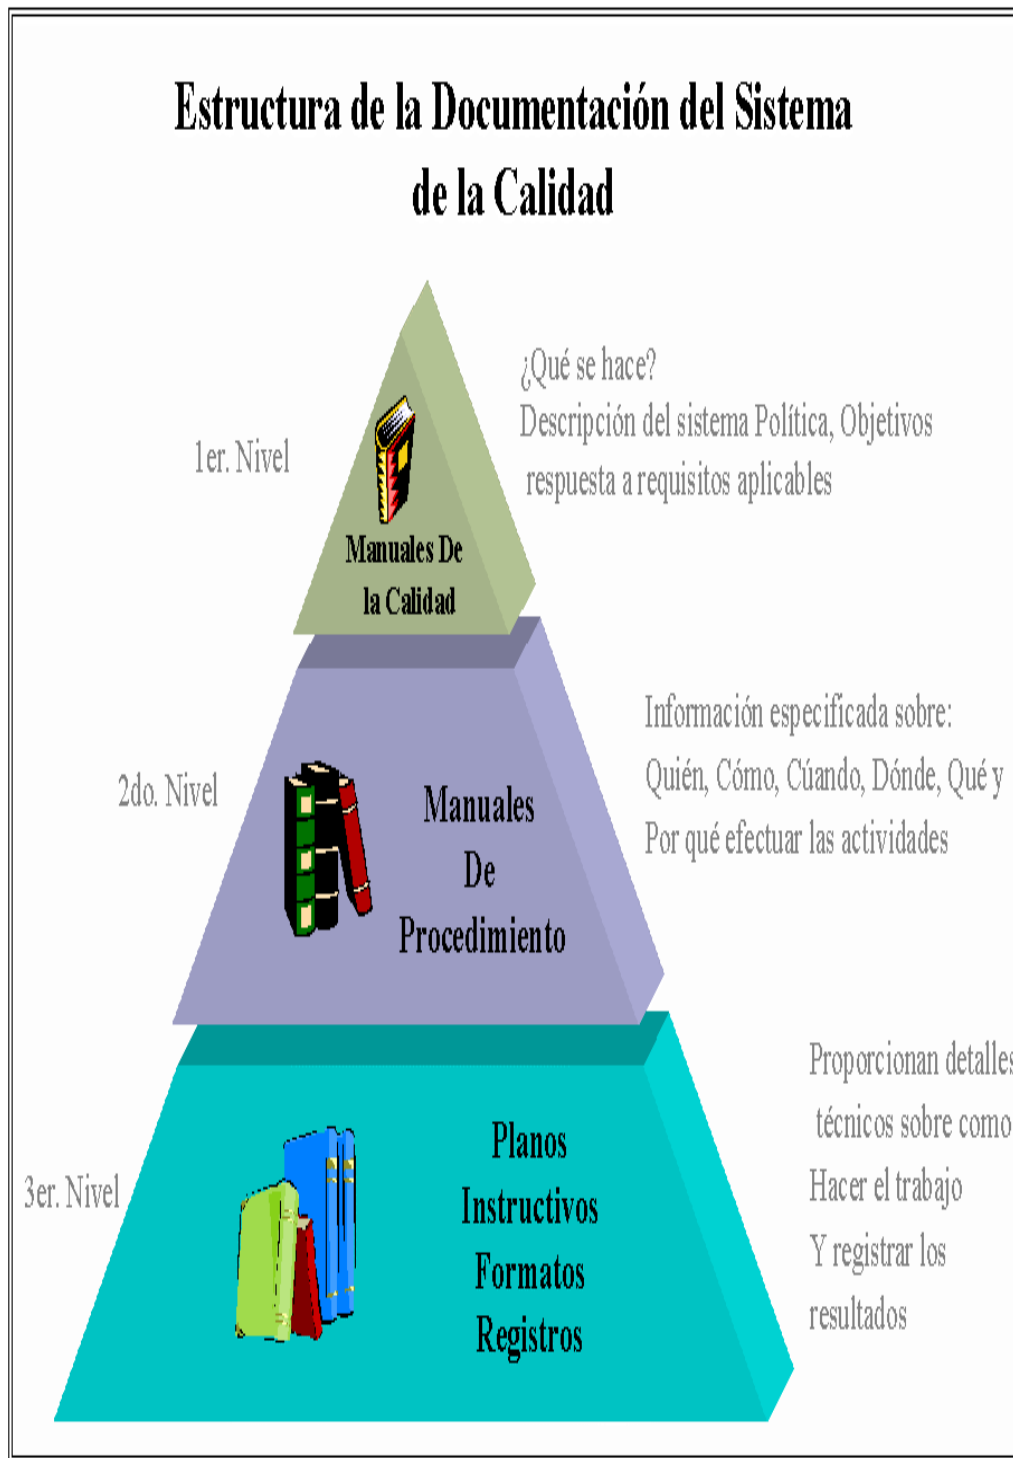 Estructura de la Documentación del Sistema
de la Calidad
1er. Nivel
Manuales De
la Calidad
¿Qué se hace?
Descripción del sistema Política, Objetivos
respuesta a requisitos aplicables
2do. Nivel
Manuales
De
Procedimiento
Información especificada sobre:
Quién, Cómo, Cúando, Dónde, Qué y
Por qué efectuar las actividades
3er. Nivel
Planos
Instructivos
Formatos
Registros
Proporcionan detalles
técnicos sobre como
Hacer el trabajo
Y registrar los
resultados